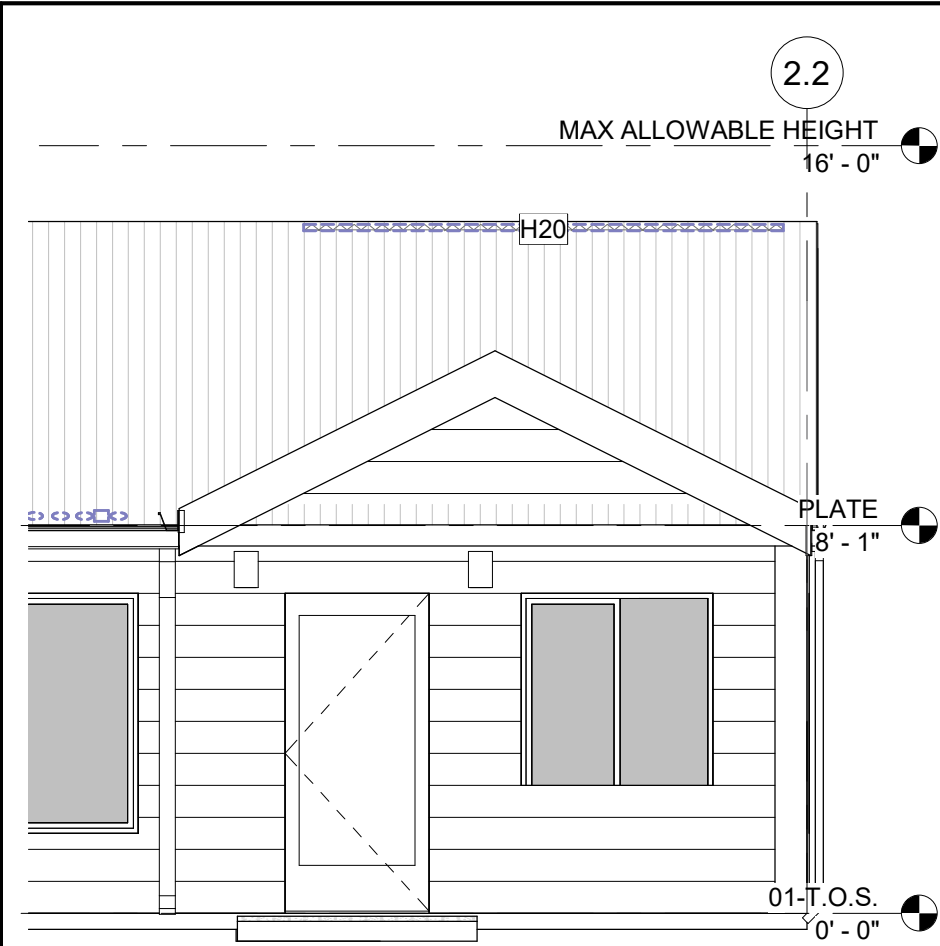 2.2
MAX ALLOWABLE HEIGHT
16' - 0"
H20
PLATE
8' - 1"
01-T.O.S.
0' - 0"